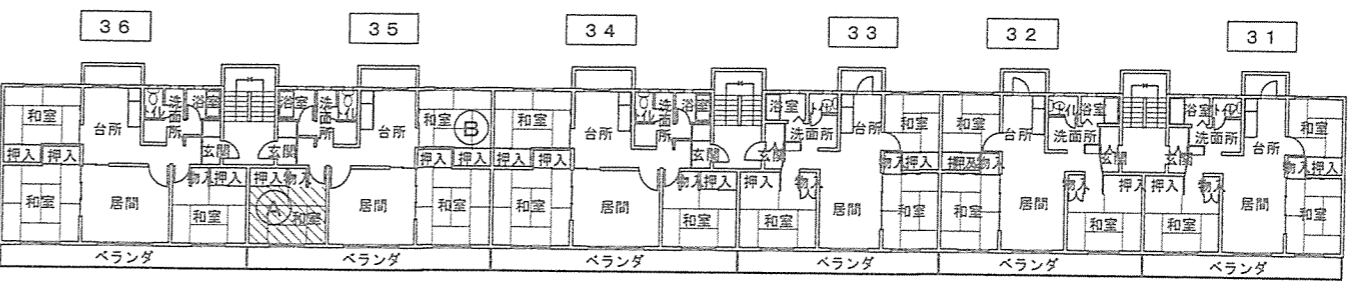 36 35 34 33 32 31
和室 台所 トイレ 洗面所 浴室 浴室 洗面所 トイレ 台所 和室 B 和室 台所 トイレ 洗面所 浴室 浴室 トイレ 洗面所 台所 和室 和室 台所 トイレ 浴室 洗面所 浴室 トイレ 洗面所 台所 和室
押入 押入 玄関 玄関 押入 押入 押入 押入 玄関 玄関 物入 押入 押入 物入 玄関 玄関 物入 押入
和室 居間 物入 押入 和室 押入 物入 A 和室 居間 和室 和室 居間 物入 押入 和室 押入 物入 和室 居間 和室 和室 居間 物入 押入 和室 押入 物入 和室 居間 和室
ベランダ ベランダ ベランダ ベランダ ベランダ ベランダ